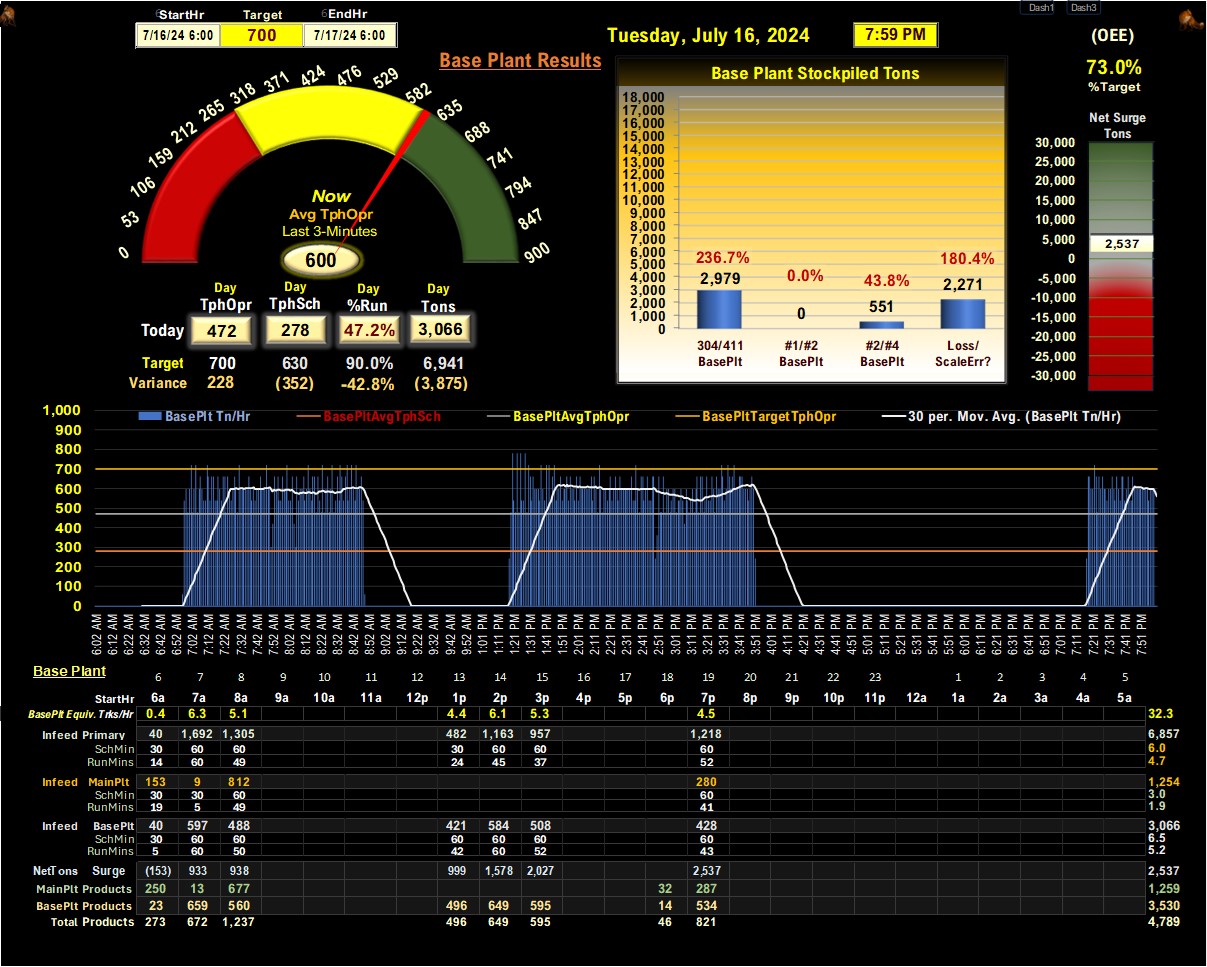 Dash1 Dash3
StartHr Target 6EndHr
7/16/24 6:00 700 7/17/24 6:00
Tuesday, July 16, 2024 7:59 PM
(OEE)
73.0%
%Target
Base Plant Results
0 53 106 159 212 265 318 371 424 476 529 582 635 688 741 794 847 900
Now
Avg TphOpr
Last 3-Minutes
600
Day Day Day Day
TphOpr TphSch %Run Tons
Today 472 278 47.2% 3,066
Target 700 630 90.0% 6,941
Variance 228 (352) -42.8% (3,875)
Base Plant Stockpiled Tons
18,000
17,000
16,000
15,000
14,000
13,000
12,000
11,000
10,000
9,000
8,000
7,000
6,000
5,000
4,000
3,000
2,000
1,000
0
236.7% 0.0% 43.8% 180.4%
2,979 0 551 2,271
304/411 #1/#2 #2/#4 Loss/
BasePlt BasePlt BasePlt ScaleErr?
Net Surge
Tons
30,000
25,000
20,000
15,000
10,000
5,000
0
-5,000
-10,000
-15,000
-20,000
-25,000
-30,000
2,537
BasePlt Tn/Hr BasePltAvgTphSch BasePltAvgTphOpr BasePltTargetTphOpr 30 per. Mov. Avg. (BasePlt Tn/Hr)
1,000
900
800
700
600
500
400
300
200
100
0
6:02 AM 6:12 AM 6:22 AM 6:32 AM 6:42 AM 6:52 AM 7:02 AM 7:12 AM 7:22 AM 7:32 AM 7:42 AM 7:52 AM 8:02 AM 8:12 AM 8:22 AM 8:32 AM 8:42 AM 8:52 AM 9:02 AM 9:12 AM 9:22 AM 9:32 AM 9:42 AM 9:52 AM 1:01 PM 1:11 PM 1:21 PM 1:31 PM 1:41 PM 1:51 PM 2:01 PM 2:11 PM 2:21 PM 2:31 PM 2:41 PM 2:51 PM 3:01 PM 3:11 PM 3:21 PM 3:31 PM 3:41 PM 3:51 PM 4:01 PM 4:11 PM 4:21 PM 4:31 PM 4:41 PM 4:51 PM 5:01 PM 5:11 PM 5:21 PM 5:31 PM 5:41 PM 5:51 PM 6:01 PM 6:11 PM 6:21 PM 6:31 PM 6:41 PM 6:51 PM 7:01 PM 7:11 PM 7:21 PM 7:31 PM 7:41 PM 7:51 PM
Base Plant 6 7 8 9 10 11 12 13 14 15 16 17 18 19 20 21 22 23 24 1 2 3 4 5
StartHr 6a 7a 8a 9a 10a 11a 12p 1p 2p 3p 4p 5p 6p 7p 8p 9p 10p 11p 12a 1a 2a 3a 4a 5a
BasePlt Equiv. Trks/Hr 0.4 6.3 5.1 4.4 6.1 5.3 4.5 32.3
Infeed Primary 40 1,692 1,305 482 1,163 957 1,218 6,857
SchMin 30 60 60 30 60 60 60 6.0
RunMins 14 60 49 24 45 37 52 4.7
Infeed MainPlt 153 9 812 280 1,254
SchMin 30 30 60 60 3.0
RunMins 19 5 49 41 1.9
Infeed BasePlt 40 597 488 421 584 508 428 3,066
SchMin 30 60 60 60 60 60 60 6.5
RunMins 5 60 50 42 60 52 43 5.2
NetTons Surge (153) 933 938 999 1,578 2,027 2,537 2,537
MainPlt Products 250 13 677 32 287 1,259
BasePlt Products 23 659 560 496 649 595 14 534 3,530
Total Products 273 672 1,237 496 649 595 46 821 4,789